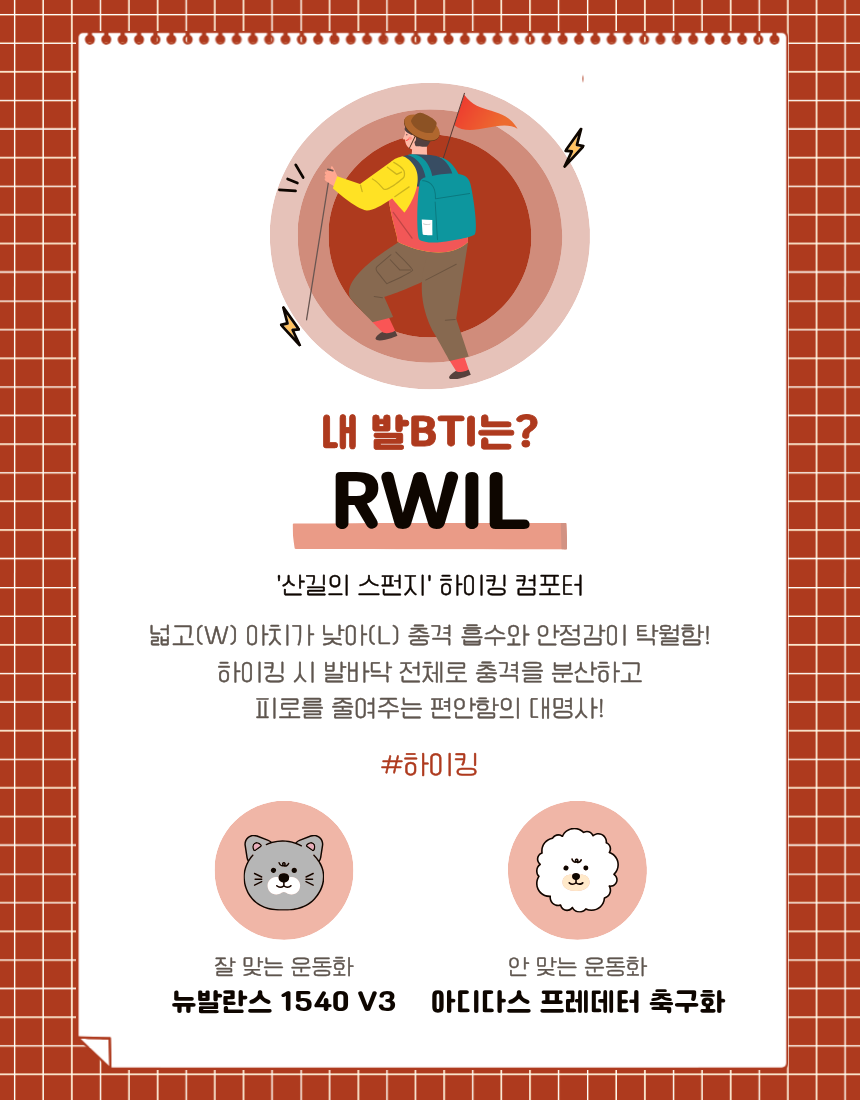 내 발BTI는?
RWIL
'산길의 스펀지' 하이킹 컴포터
넓고(W) 아치가 낮아(L) 충격 흡수와 안정감이 탁월함!
하이킹 시 발바닥 전체로 충격을 분산하고
피로를 줄여주는 편안함의 대명사!
#하이킹
잘 맞는 운동화
뉴발란스 1540 V3
안 맞는 운동화
아디다스 프레데터 축구화